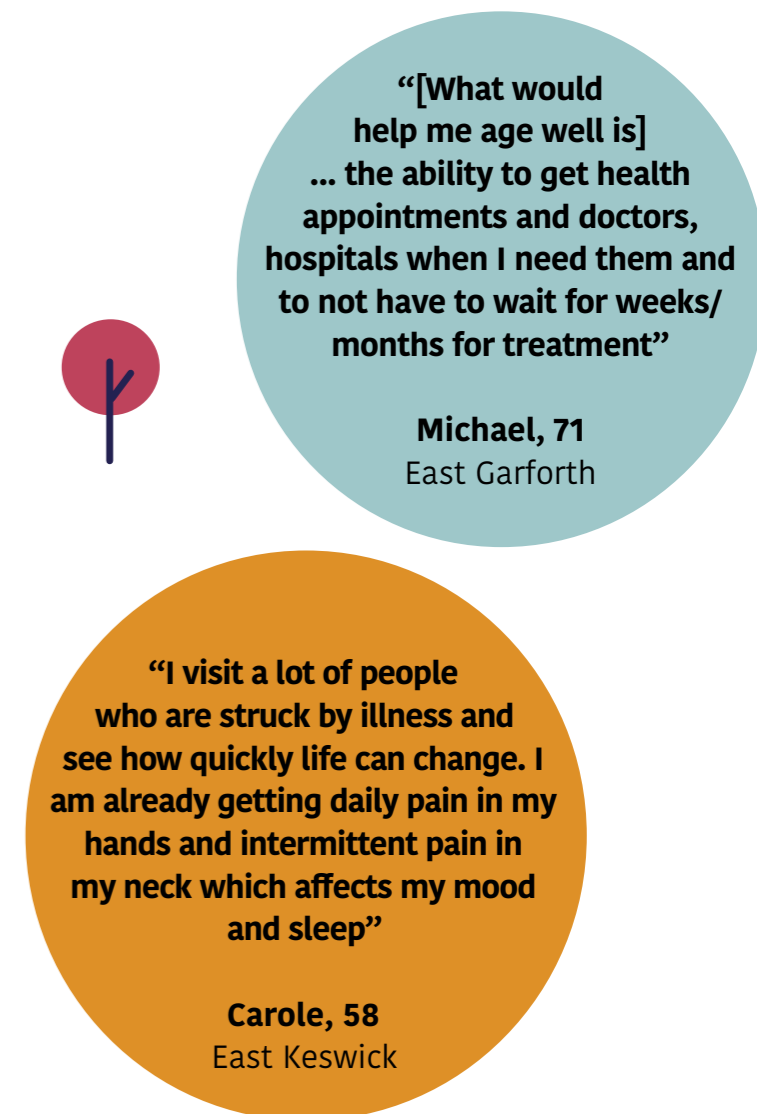 “[What would
help me age well is]
... the ability to get health
appointments and doctors,
hospitals when I need them and
to not have to wait for weeks/
months for treatment”
Michael, 71
East Garforth
“I visit a lot of people
who are struck by illness and
see how quickly life can change. I
am already getting daily pain in my
hands and intermittent pain in
my neck which affects my mood
and sleep”
Carole, 58
East Keswick